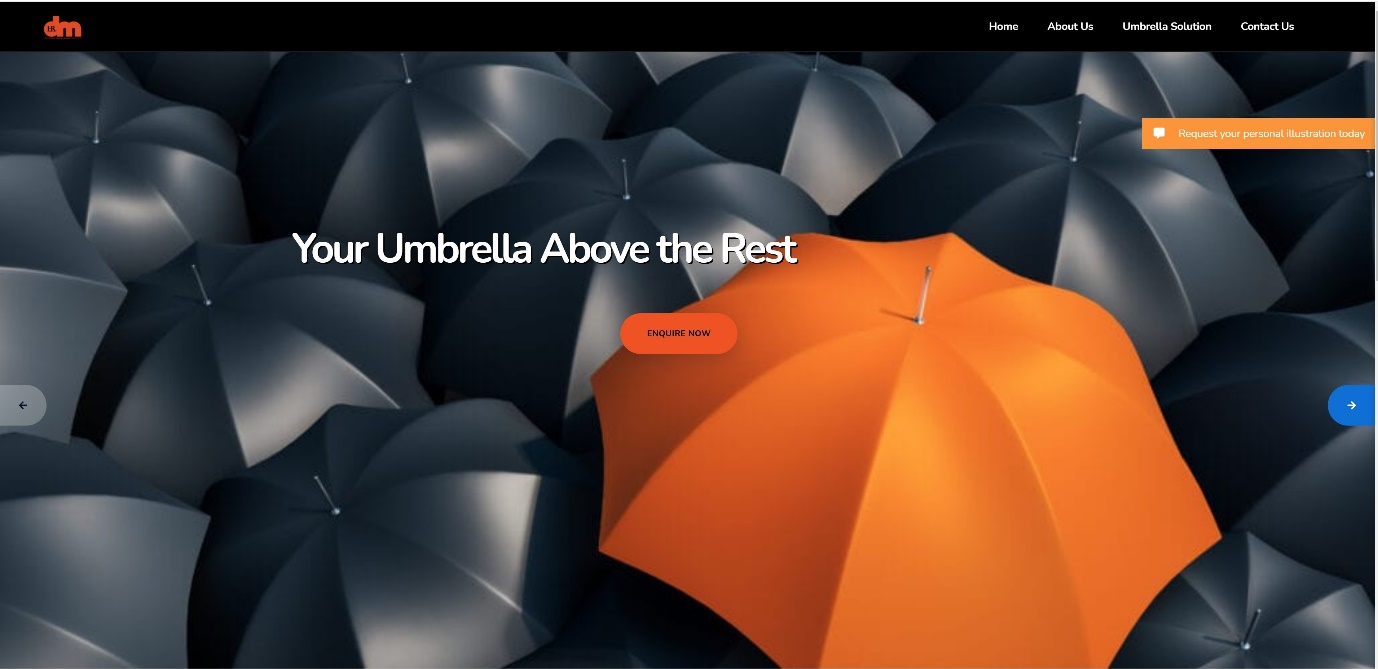 dm
Home About Us Umbrella Solution Contact Us
Request your personal illustration today
Your Umbrella Above the Rest
ENQUIRE NOW